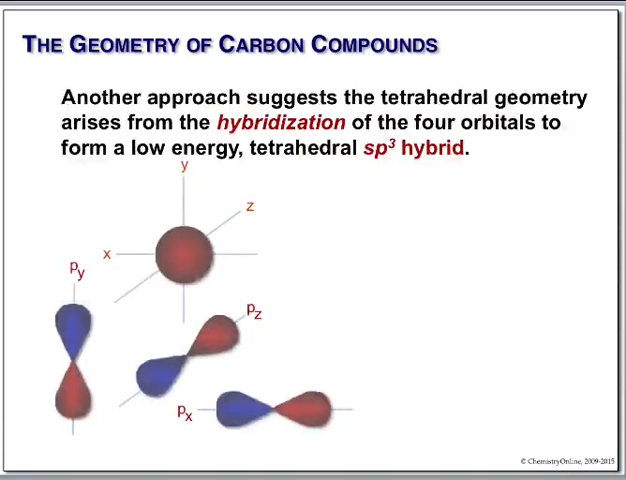 THE GEOMETRY OF CARBON COMPOUNDS
Another approach suggests the tetrahedral geometry
arises from the hybridization of the four orbitals to
form a low energy, tetrahedral sp³ hybrid.
y
z
x
py
pz
px
© ChemistryOnline, 2009-2015